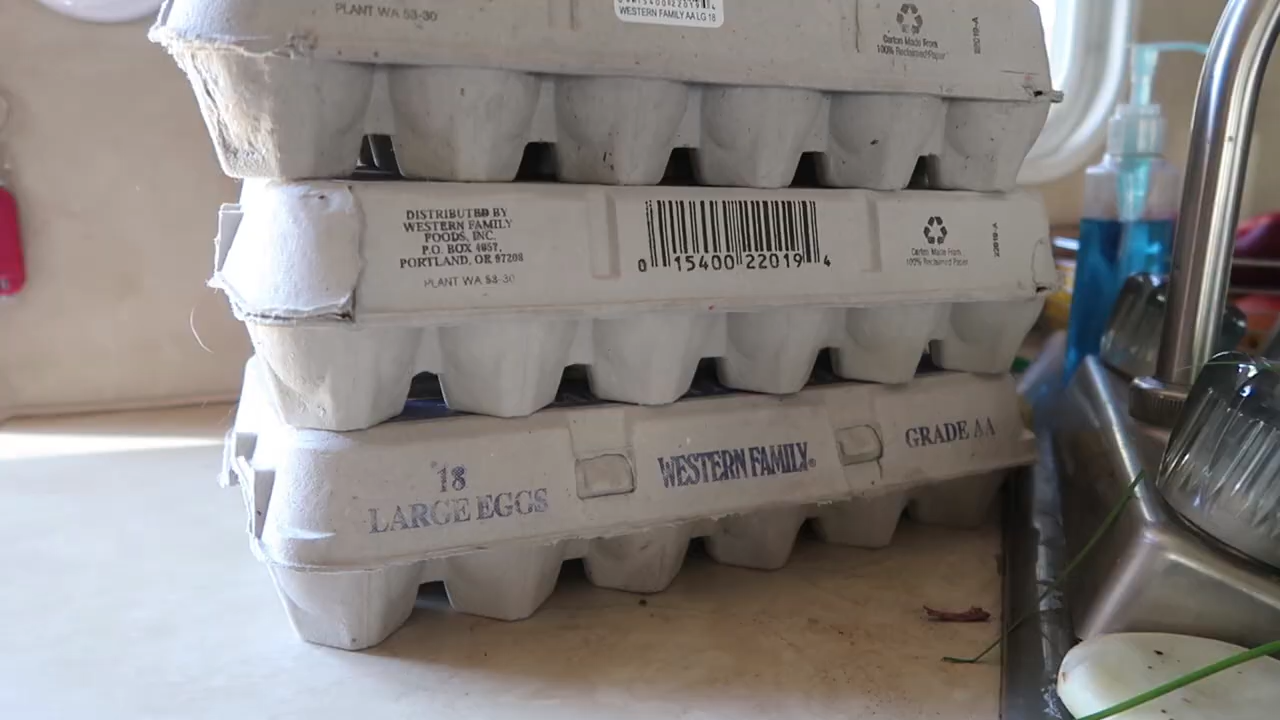 PLANT WA 53-30
WESTERN FAMILY AA LG 18
Carton Made From
100% Reclaimed Paper
22019-A
DISTRIBUTED BY
WESTERN FAMILY
FOODS, INC.
P.O. BOX 4057,
PORTLAND, OR 97208
PLANT WA 53-30
0 15400 22019 4
Carton Made From
100% Reclaimed Paper
22019-A
18
LARGE EGGS
WESTERN FAMILY®
GRADE AA